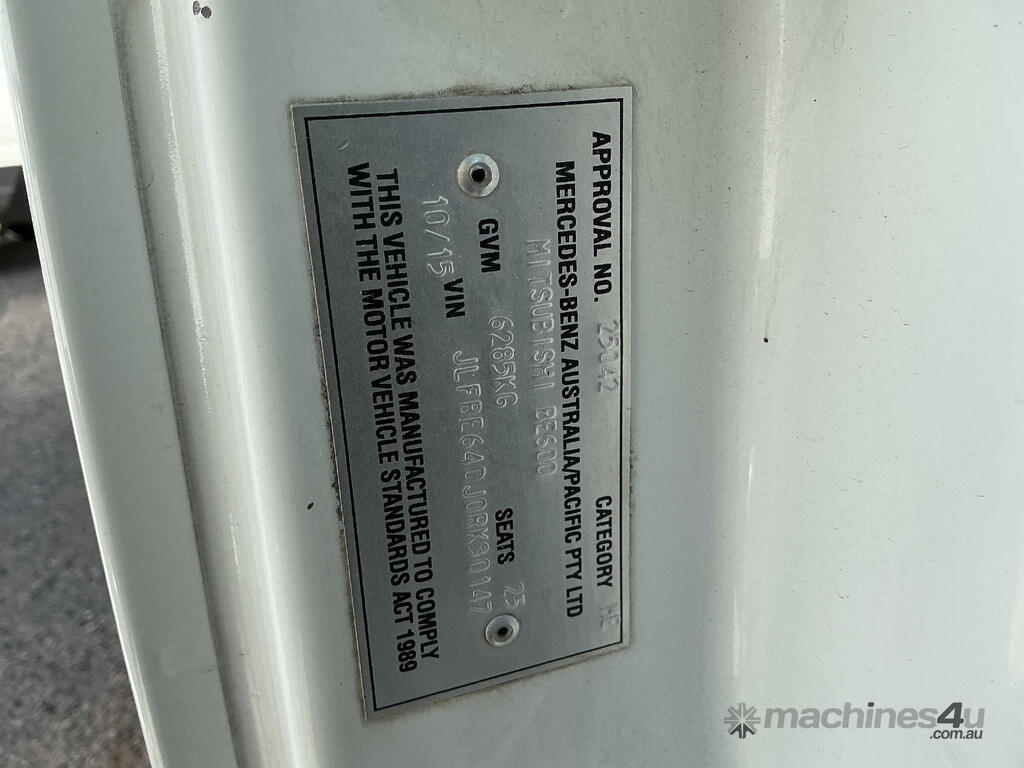 APPROVAL NO. 25042 CATEGORY ME
MERCEDES-BENZ AUSTRALIA/PACIFIC PTY LTD
MITSUBISHI BE600
GVM 6285KG SEATS 25
10/15 VIN JLFBE64DJ0RK30147
THIS VEHICLE WAS MANUFACTURED TO COMPLY
WITH THE MOTOR VEHICLE STANDARDS ACT 1989
machines4u
.com.au